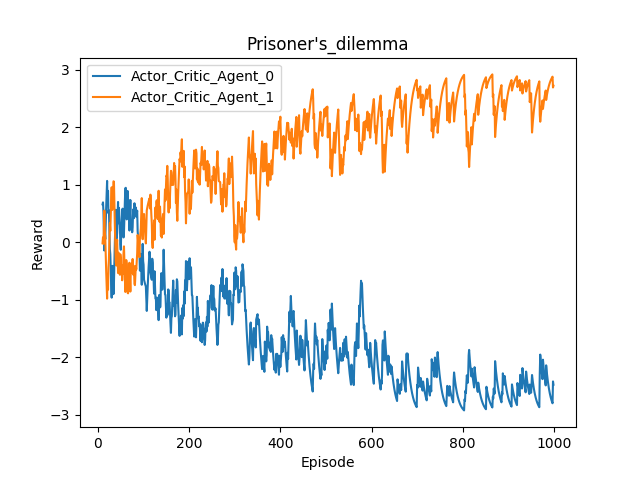 Prisoner's_dilemma
Actor_Critic_Agent_0
Actor_Critic_Agent_1
3
2
1
0
−1
−2
−3
Reward
0 200 400 600 800 1000
Episode